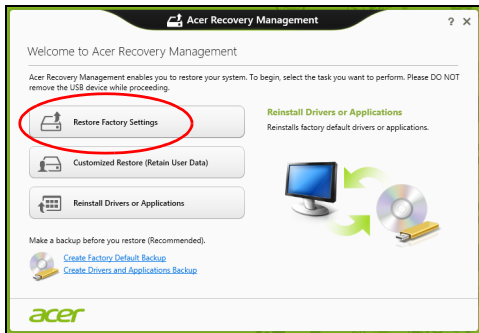 Acer Recovery Management
? X
Welcome to Acer Recovery Management
Acer Recovery Management enables you to restore your system. To begin, select the task you want to perform. Please DO NOT
remove the USB device while proceeding.
Restore Factory Settings
Customized Restore (Retain User Data)
Reinstall Drivers or Applications
Reinstall Drivers or Applications
Reinstalls factory default drivers or applications.
Make a backup before you restore (Recommended).
Create Factory Default Backup
Create Drivers and Applications Backup
acer